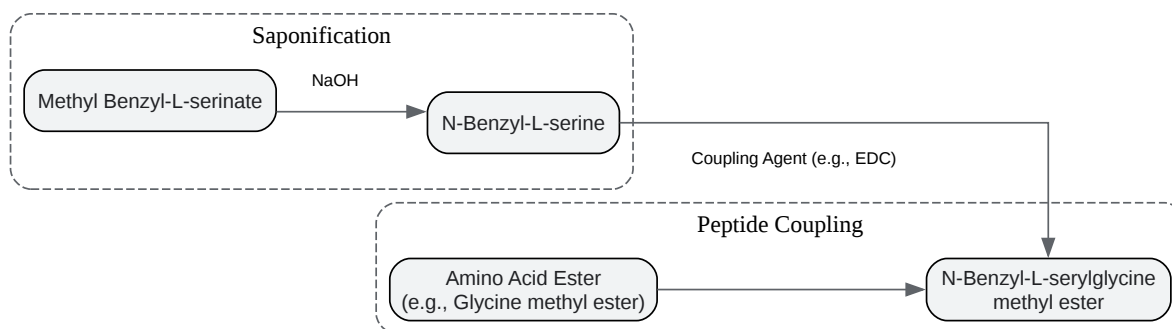 Saponification
Methyl Benzyl-L-serinate
NaOH
N-Benzyl-L-serine
Coupling Agent (e.g., EDC)
Peptide Coupling
Amino Acid Ester
(e.g., Glycine methyl ester)
N-Benzyl-L-serylglycine
methyl ester